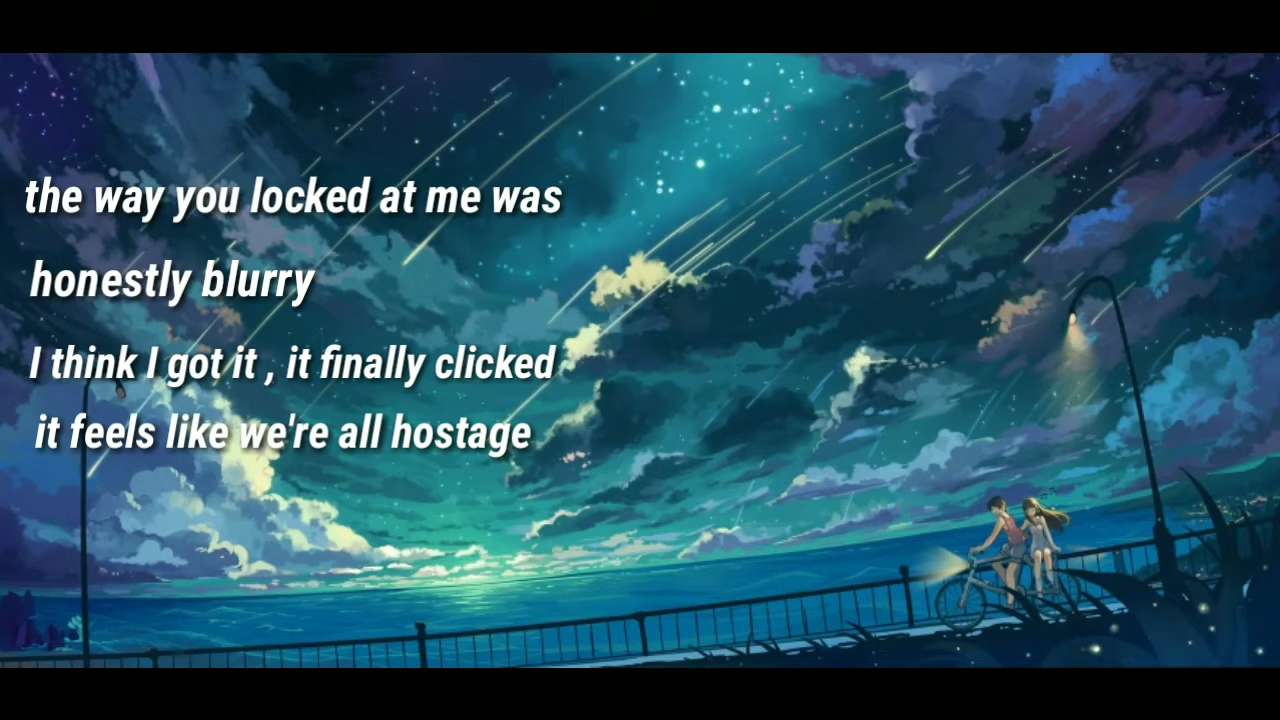 the way you locked at me was
honestly blurry
I think I got it , it finally clicked
it feels like we're all hostage